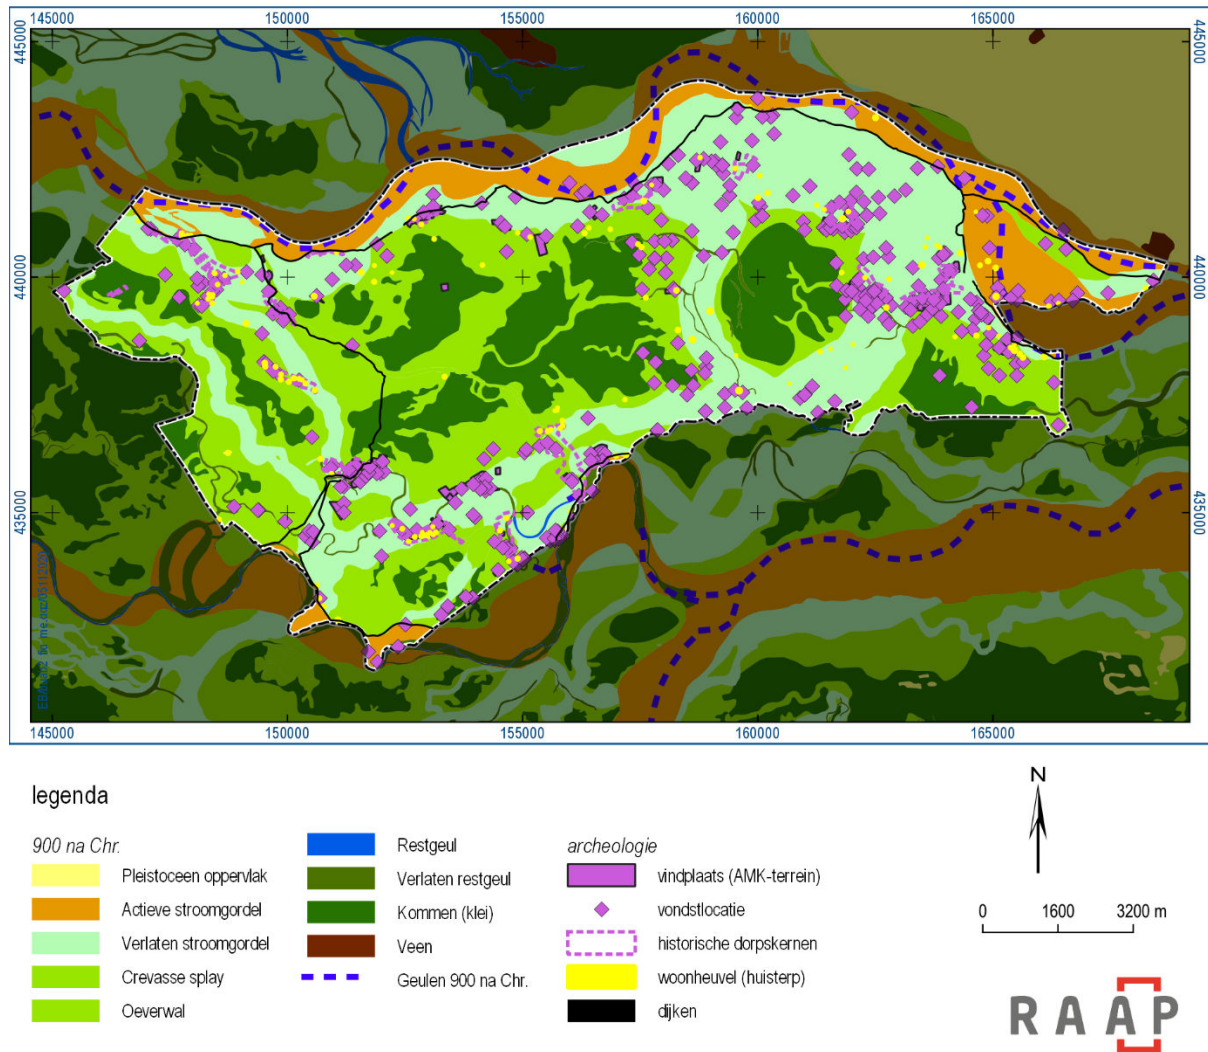 145000 150000 155000 160000 165000
445000 445000
440000 440000
435000 435000
145000 150000 155000 160000 165000
legenda
N
900 na Chr.
Pleistoceen oppervlak
Actieve stroomgordel
Verlaten stroomgordel
Crevasse splay
Oeverwal
Restgeul
Verlaten restgeul
Kommen (klei)
Veen
Geulen 900 na Chr.
archeologie
vindplaats (AMK-terrein)
vondstlocatie
historische dorpskernen
woonheuvel (huisterp)
dijken
0 1600 3200 m
RAAP